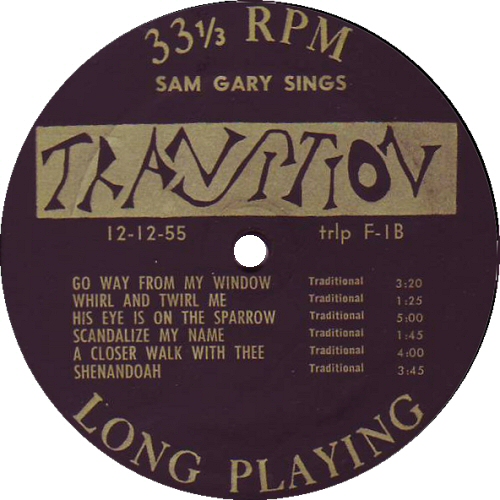 33⅓ RPM
SAM GARY SINGS
TRANSITION
12-12-55 trlp F-1B
GO WAY FROM MY WINDOW Traditional 3:20
WHIRL AND TWIRL ME Traditional 1:25
HIS EYE IS ON THE SPARROW Traditional 5:00
SCANDALIZE MY NAME Traditional 1:45
A CLOSER WALK WITH THEE Traditional 4:00
SHENANDOAH Traditional 3:45
LONG PLAYING